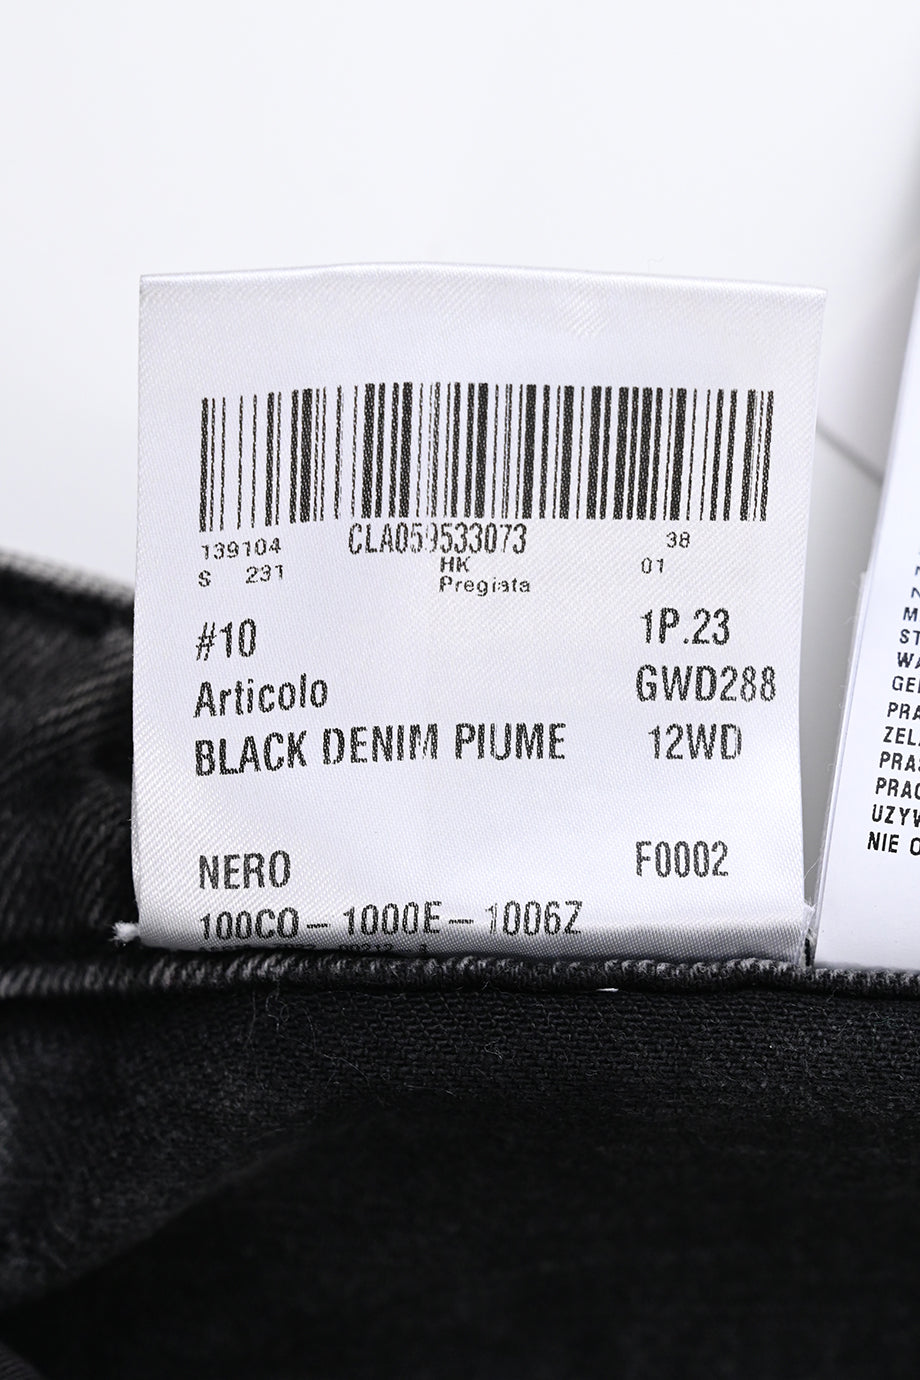 139104 CLA059533073 38
S 231 HK 01
Pregiata
#10 1P.23
Articolo GWD288
BLACK DENIM PIUME 12WD
NERO F0002
100CO - 1000E - 1006Z
NIE